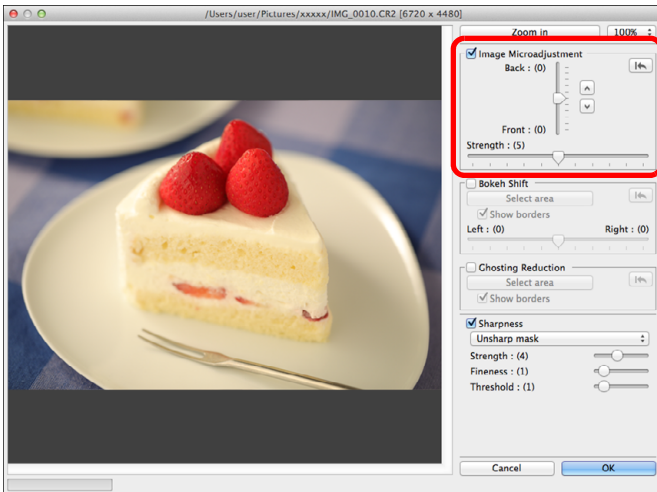 /Users/user/Pictures/xxxxx/IMG_0010.CR2 [6720 x 4480]
Zoom in 100%
Image Microadjustment
Back : (0)
Front : (0)
Strength : (5)
Bokeh Shift
Select area
Show borders
Left : (0) Right : (0)
Ghosting Reduction
Select area
Show borders
Sharpness
Unsharp mask
Strength : (4)
Fineness : (1)
Threshold : (1)
Cancel OK